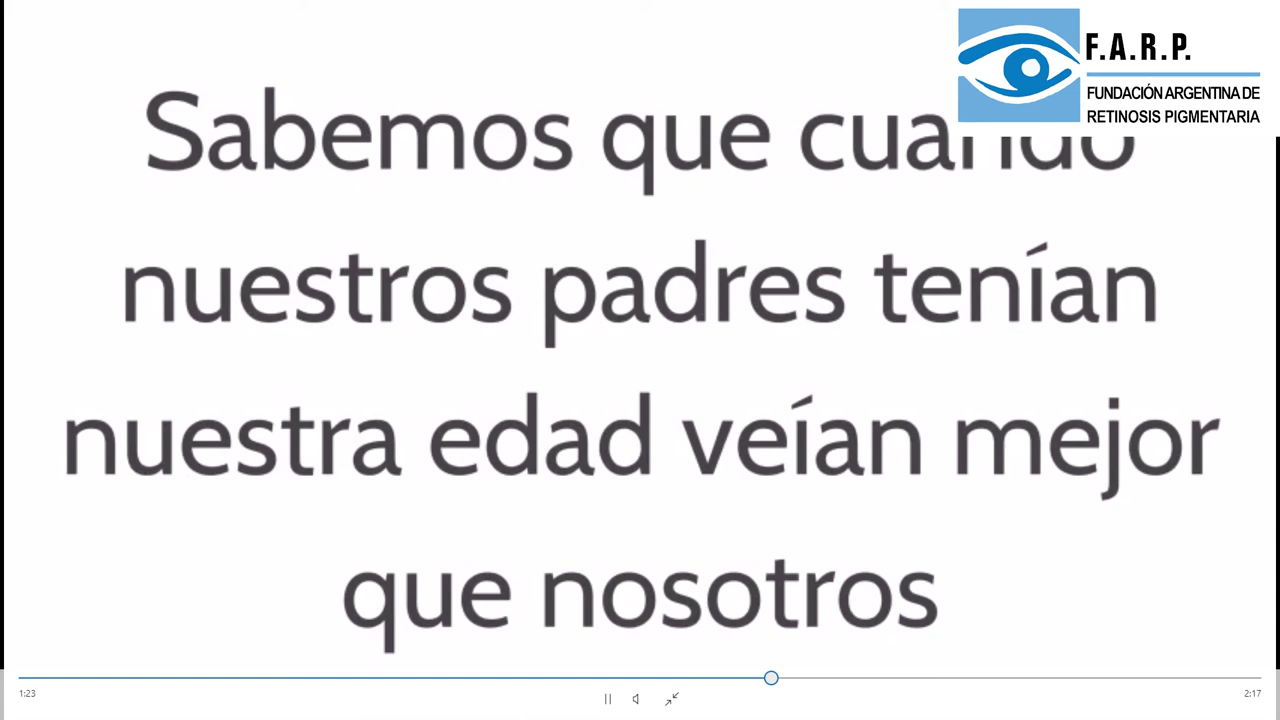 F.A.R.P.
FUNDACIÓN ARGENTINA DE
RETINOSIS PIGMENTARIA
Sabemos que cuando
nuestros padres tenían
nuestra edad veían mejor
que nosotros
1:23
2:17